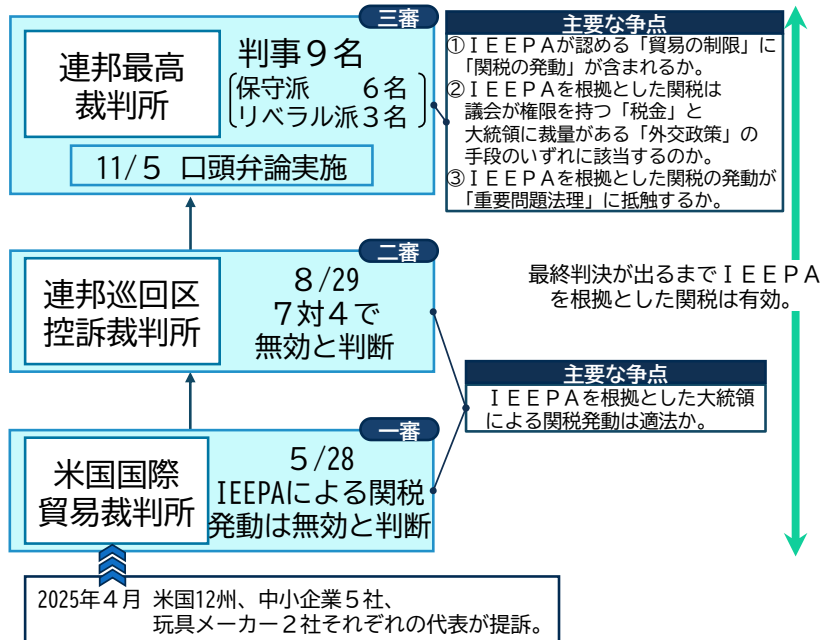 三審
連邦最高
裁判所
判事９名
保守派　　６名
リベラル派３名
11/５ 口頭弁論実施
主要な争点
①ＩＥＥＰＡが認める「貿易の制限」に
「関税の発動」が含まれるか。
②ＩＥＥＰＡを根拠とした関税は
議会が権限を持つ「税金」と
大統領に裁量がある「外交政策」の
手段のいずれに該当するのか。
③ＩＥＥＰＡを根拠とした関税の発動が
「重要問題法理」に抵触するか。
二審
連邦巡回区
控訴裁判所
８/29
７対４で
無効と判断
最終判決が出るまでＩＥＥＰＡ
を根拠とした関税は有効。
主要な争点
ＩＥＥＰＡを根拠とした大統領
による関税発動は適法か。
一審
米国国際
貿易裁判所
５/28
IEEPAによる関税
発動は無効と判断
2025年４月 米国12州、中小企業５社、
玩具メーカー２社それぞれの代表が提訴。